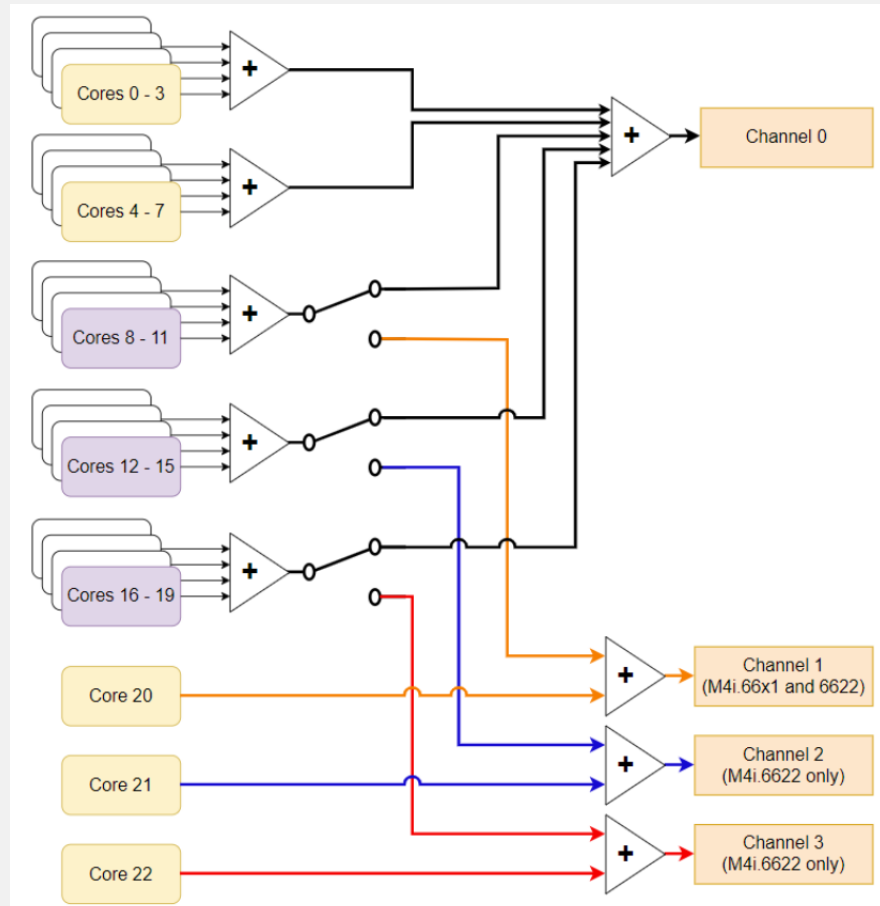 Cores 0 - 3
+
+
Channel 0
Cores 4 - 7
+
Cores 8 - 11
+
Cores 12 - 15
+
Cores 16 - 19
+
Core 20
+
Channel 1
(M4i.66x1 and 6622)
Core 21
+
Channel 2
(M4i.6622 only)
Core 22
+
Channel 3
(M4i.6622 only)